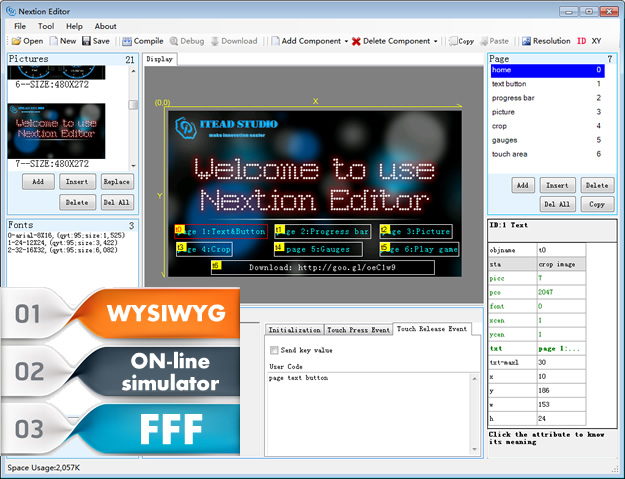 Nextion Editor
File Tool Help About
Open New Save Compile Debug Download Add Component Delete Component Copy Paste Resolution ID XY
Pictures 21
6--SIZE:480X272
Welcome to use
Nextion Editor
7--SIZE:480X272
Add Insert Replace
Delete Del All
Fonts 3
0-arial-8X16, (qyt:95:size:1,525)
1-24-12X24, (qyt:95:size:3,422)
2-32-16X32, (qyt:95:size:6,082)
Display
(0,0) X
Y
ITEAD STUDIO
make innovation easier
Welcome to use
Nextion Editor
t0 ge 1:Text&Button t1 ge 2:Progress bar t2 ge 3:Picture
t3 ge 4:Crop t4 page 5:Gauges t5 ge 6:Play game
t6 Download: http://goo.gl/oeC1w9
Page 7
home 0
text button 1
progress bar 2
picture 3
crop 4
gauges 5
touch area 6
Add Insert Delete
Del All Copy
ID:1 Text
objname t0
sta crop image
picc 7
pco 2047
font 0
xcen 1
ycen 1
txt page 1:...
txt-maxl 30
x 10
y 186
w 153
h 24
Click the attribute to know
its meaning
01 WYSIWYG
02 ON-line
simulator
03 FFF
Initialization Touch Press Event Touch Release Event
Send key value
User Code
page text button
Space Usage:2,057K